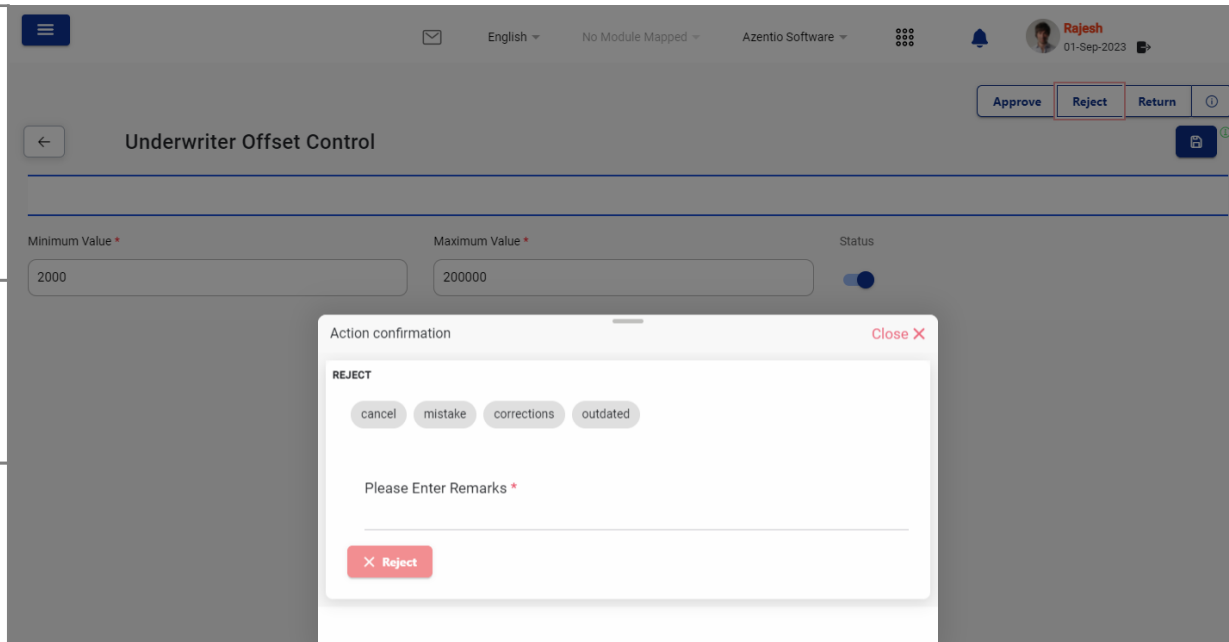 English No Module Mapped Azentio Software Rajesh
01-Sep-2023
Approve Reject Return
Underwriter Offset Control
Minimum Value * Maximum Value * Status
2000 200000
Action confirmation Close
REJECT
cancel mistake corrections outdated
Please Enter Remarks *
Reject